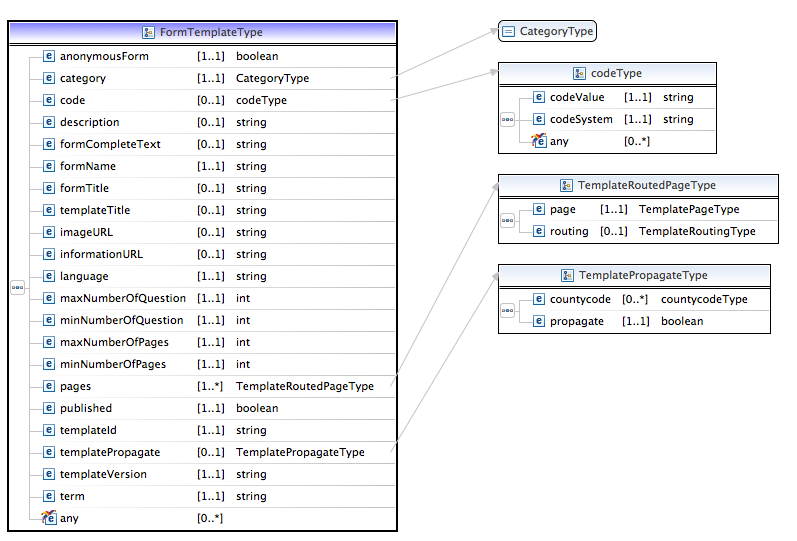 FormTemplateType
e anonymousForm [1..1] boolean
e category [1..1] CategoryType
e code [0..1] codeType
e description [0..1] string
e formCompleteText [0..1] string
e formName [1..1] string
e formTitle [0..1] string
e templateTitle [0..1] string
e imageURL [0..1] string
e informationURL [0..1] string
e language [1..1] string
e maxNumberOfQuestion [1..1] int
e minNumberOfQuestion [1..1] int
e maxNumberOfPages [1..1] int
e minNumberOfPages [1..1] int
e pages [1..*] TemplateRoutedPageType
e published [1..1] boolean
e templateId [1..1] string
e templatePropagate [0..1] TemplatePropagateType
e templateVersion [1..1] string
e term [1..1] string
e any [0..*]
CategoryType
codeType
e codeValue [1..1] string
e codeSystem [1..1] string
e any [0..*]
TemplateRoutedPageType
e page [1..1] TemplatePageType
e routing [0..1] TemplateRoutingType
TemplatePropagateType
e countycode [0..*] countycodeType
e propagate [1..1] boolean